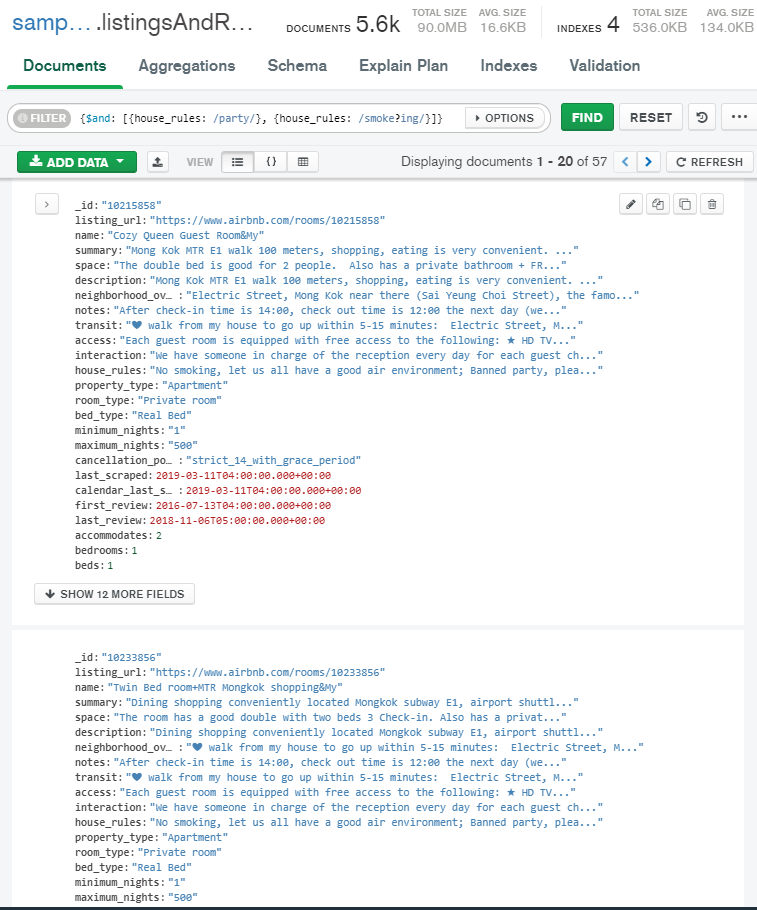 samp... .listingsAndR... DOCUMENTS 5.6k TOTAL SIZE 90.0MB AVG. SIZE 16.6KB INDEXES 4 TOTAL SIZE 536.0KB AVG. SIZE 134.0KB
Documents Aggregations Schema Explain Plan Indexes Validation
FILTER {$and: [{house_rules: /party/}, {house_rules: /smoke?ing/}]} OPTIONS FIND RESET ...
ADD DATA VIEW {} Displaying documents 1 - 20 of 57 < > REFRESH
_id: "10215858"
listing_url: "https://www.airbnb.com/rooms/10215858"
name: "Cozy Queen Guest Room&My"
summary: "Mong Kok MTR E1 walk 100 meters, shopping, eating is very convenient. ..."
space: "The double bed is good for 2 people.  Also has a private bathroom + FR..."
description: "Mong Kok MTR E1 walk 100 meters, shopping, eating is very convenient. ..."
neighborhood_ov… : "Electric Street, Mong Kok near there (Sai Yeung Choi Street), the famo..."
notes: "After check-in time is 14:00, check out time is 12:00 the next day (we..."
transit: "♥ walk from my house to go up within 5-15 minutes:  Electric Street, M..."
access: "Each guest room is equipped with free access to the following: ★ HD TV..."
interaction: "We have someone in charge of the reception every day for each guest ch..."
house_rules: "No smoking, let us all have a good air environment; Banned party, plea..."
property_type: "Apartment"
room_type: "Private room"
bed_type: "Real Bed"
minimum_nights: "1"
maximum_nights: "500"
cancellation_po… : "strict_14_with_grace_period"
last_scraped: 2019-03-11T04:00:00.000+00:00
calendar_last_s… : 2019-03-11T04:00:00.000+00:00
first_review: 2016-07-13T04:00:00.000+00:00
last_review: 2018-11-06T05:00:00.000+00:00
accommodates: 2
bedrooms: 1
beds: 1
SHOW 12 MORE FIELDS
_id: "10233856"
listing_url: "https://www.airbnb.com/rooms/10233856"
name: "Twin Bed room+MTR Mongkok shopping&My"
summary: "Dining shopping conveniently located Mongkok subway E1, airport shuttl..."
space: "The room has a good double with two beds 3 Check-in. Also has a privat..."
description: "Dining shopping conveniently located Mongkok subway E1, airport shuttl..."
neighborhood_ov… : "♥ walk from my house to go up within 5-15 minutes:  Electric Street, M..."
notes: "After check-in time is 14:00, check out time is 12:00 the next day (we..."
transit: "♥ walk from my house to go up within 5-15 minutes:  Electric Street, M..."
access: "Each guest room is equipped with free access to the following: ★ HD TV..."
interaction: "We have someone in charge of the reception every day for each guest ch..."
house_rules: "No smoking, let us all have a good air environment; Banned party, plea..."
property_type: "Apartment"
room_type: "Private room"
bed_type: "Real Bed"
minimum_nights: "1"
maximum_nights: "500"